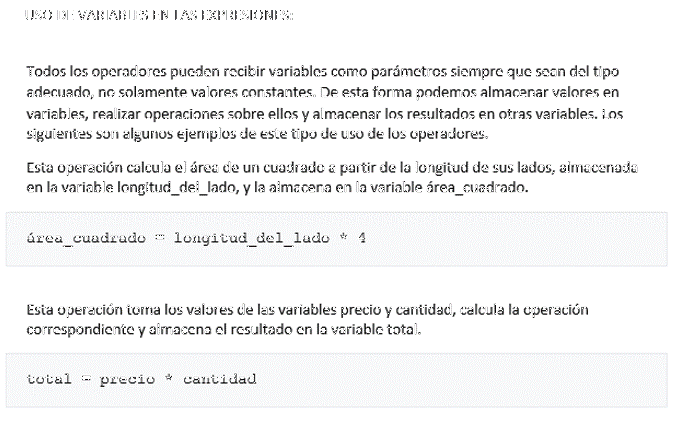 USO DE VARIABLES EN LAS EXPRESIONES:
Todos los operadores pueden recibir variables como parámetros siempre que sean del tipo
adecuado, no solamente valores constantes. De esta forma podemos almacenar valores en
variables, realizar operaciones sobre ellos y almacenar los resultados en otras variables. Los
siguientes son algunos ejemplos de este tipo de uso de los operadores.
Esta operación calcula el área de un cuadrado a partir de la longitud de sus lados, almacenada
en la variable longitud_del_lado, y la almacena en la variable área_cuadrado.
área_cuadrado = longitud_del_lado * 4
Esta operación toma los valores de las variables precio y cantidad, calcula la operación
correspondiente y almacena el resultado en la variable total.
total = precio * cantidad